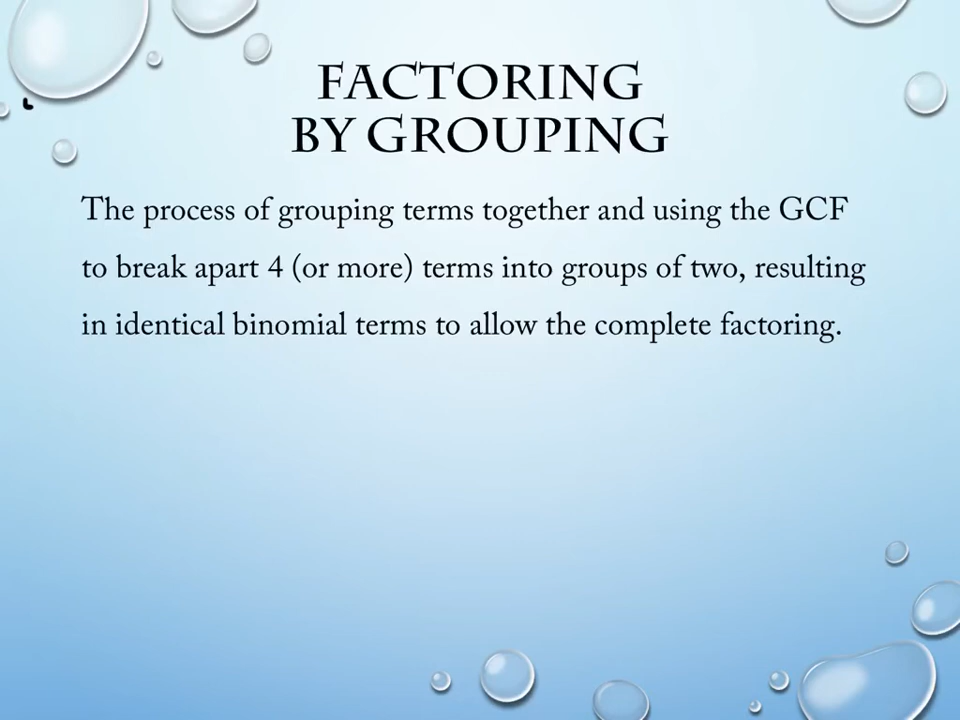 FACTORING
BY GROUPING
The process of grouping terms together and using the GCF
to break apart 4 (or more) terms into groups of two, resulting
in identical binomial terms to allow the complete factoring.